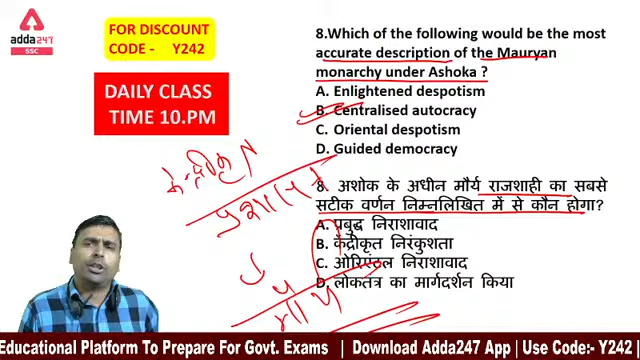 adda247
SSC
FOR DISCOUNT
CODE - Y242
DAILY CLASS
TIME 10.PM
8.Which of the following would be the most
accurate description of the Mauryan
monarchy under Ashoka ?
A. Enlightened despotism
B. Centralised autocracy
C. Oriental despotism
D. Guided democracy
8. अशोक के अधीन मौर्य राजशाही का सबसे
सटीक वर्णन निम्नलिखित में से कौन होगा?
A. प्रबुद्ध निराशावाद
B. केंद्रीकृत निरंकुशता
C. ओरिएंटल निराशावाद
D. लोकतंत्र का मार्गदर्शन किया
Educational Platform To Prepare For Govt. Exams | Download Adda247 App | Use Code:- Y242